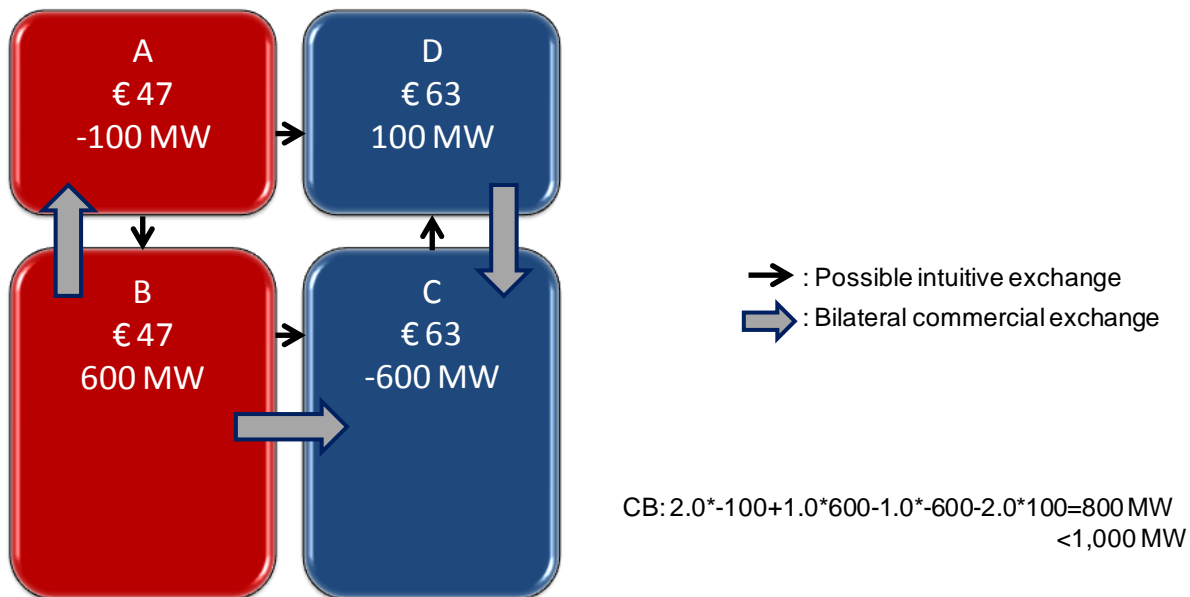 A
€ 47
-100 MW
D
€ 63
100 MW
B
€ 47
600 MW
C
€ 63
-600 MW
: Possible intuitive exchange
: Bilateral commercial exchange
CB: 2.0*-100+1.0*600-1.0*-600-2.0*100=800 MW
<1,000 MW